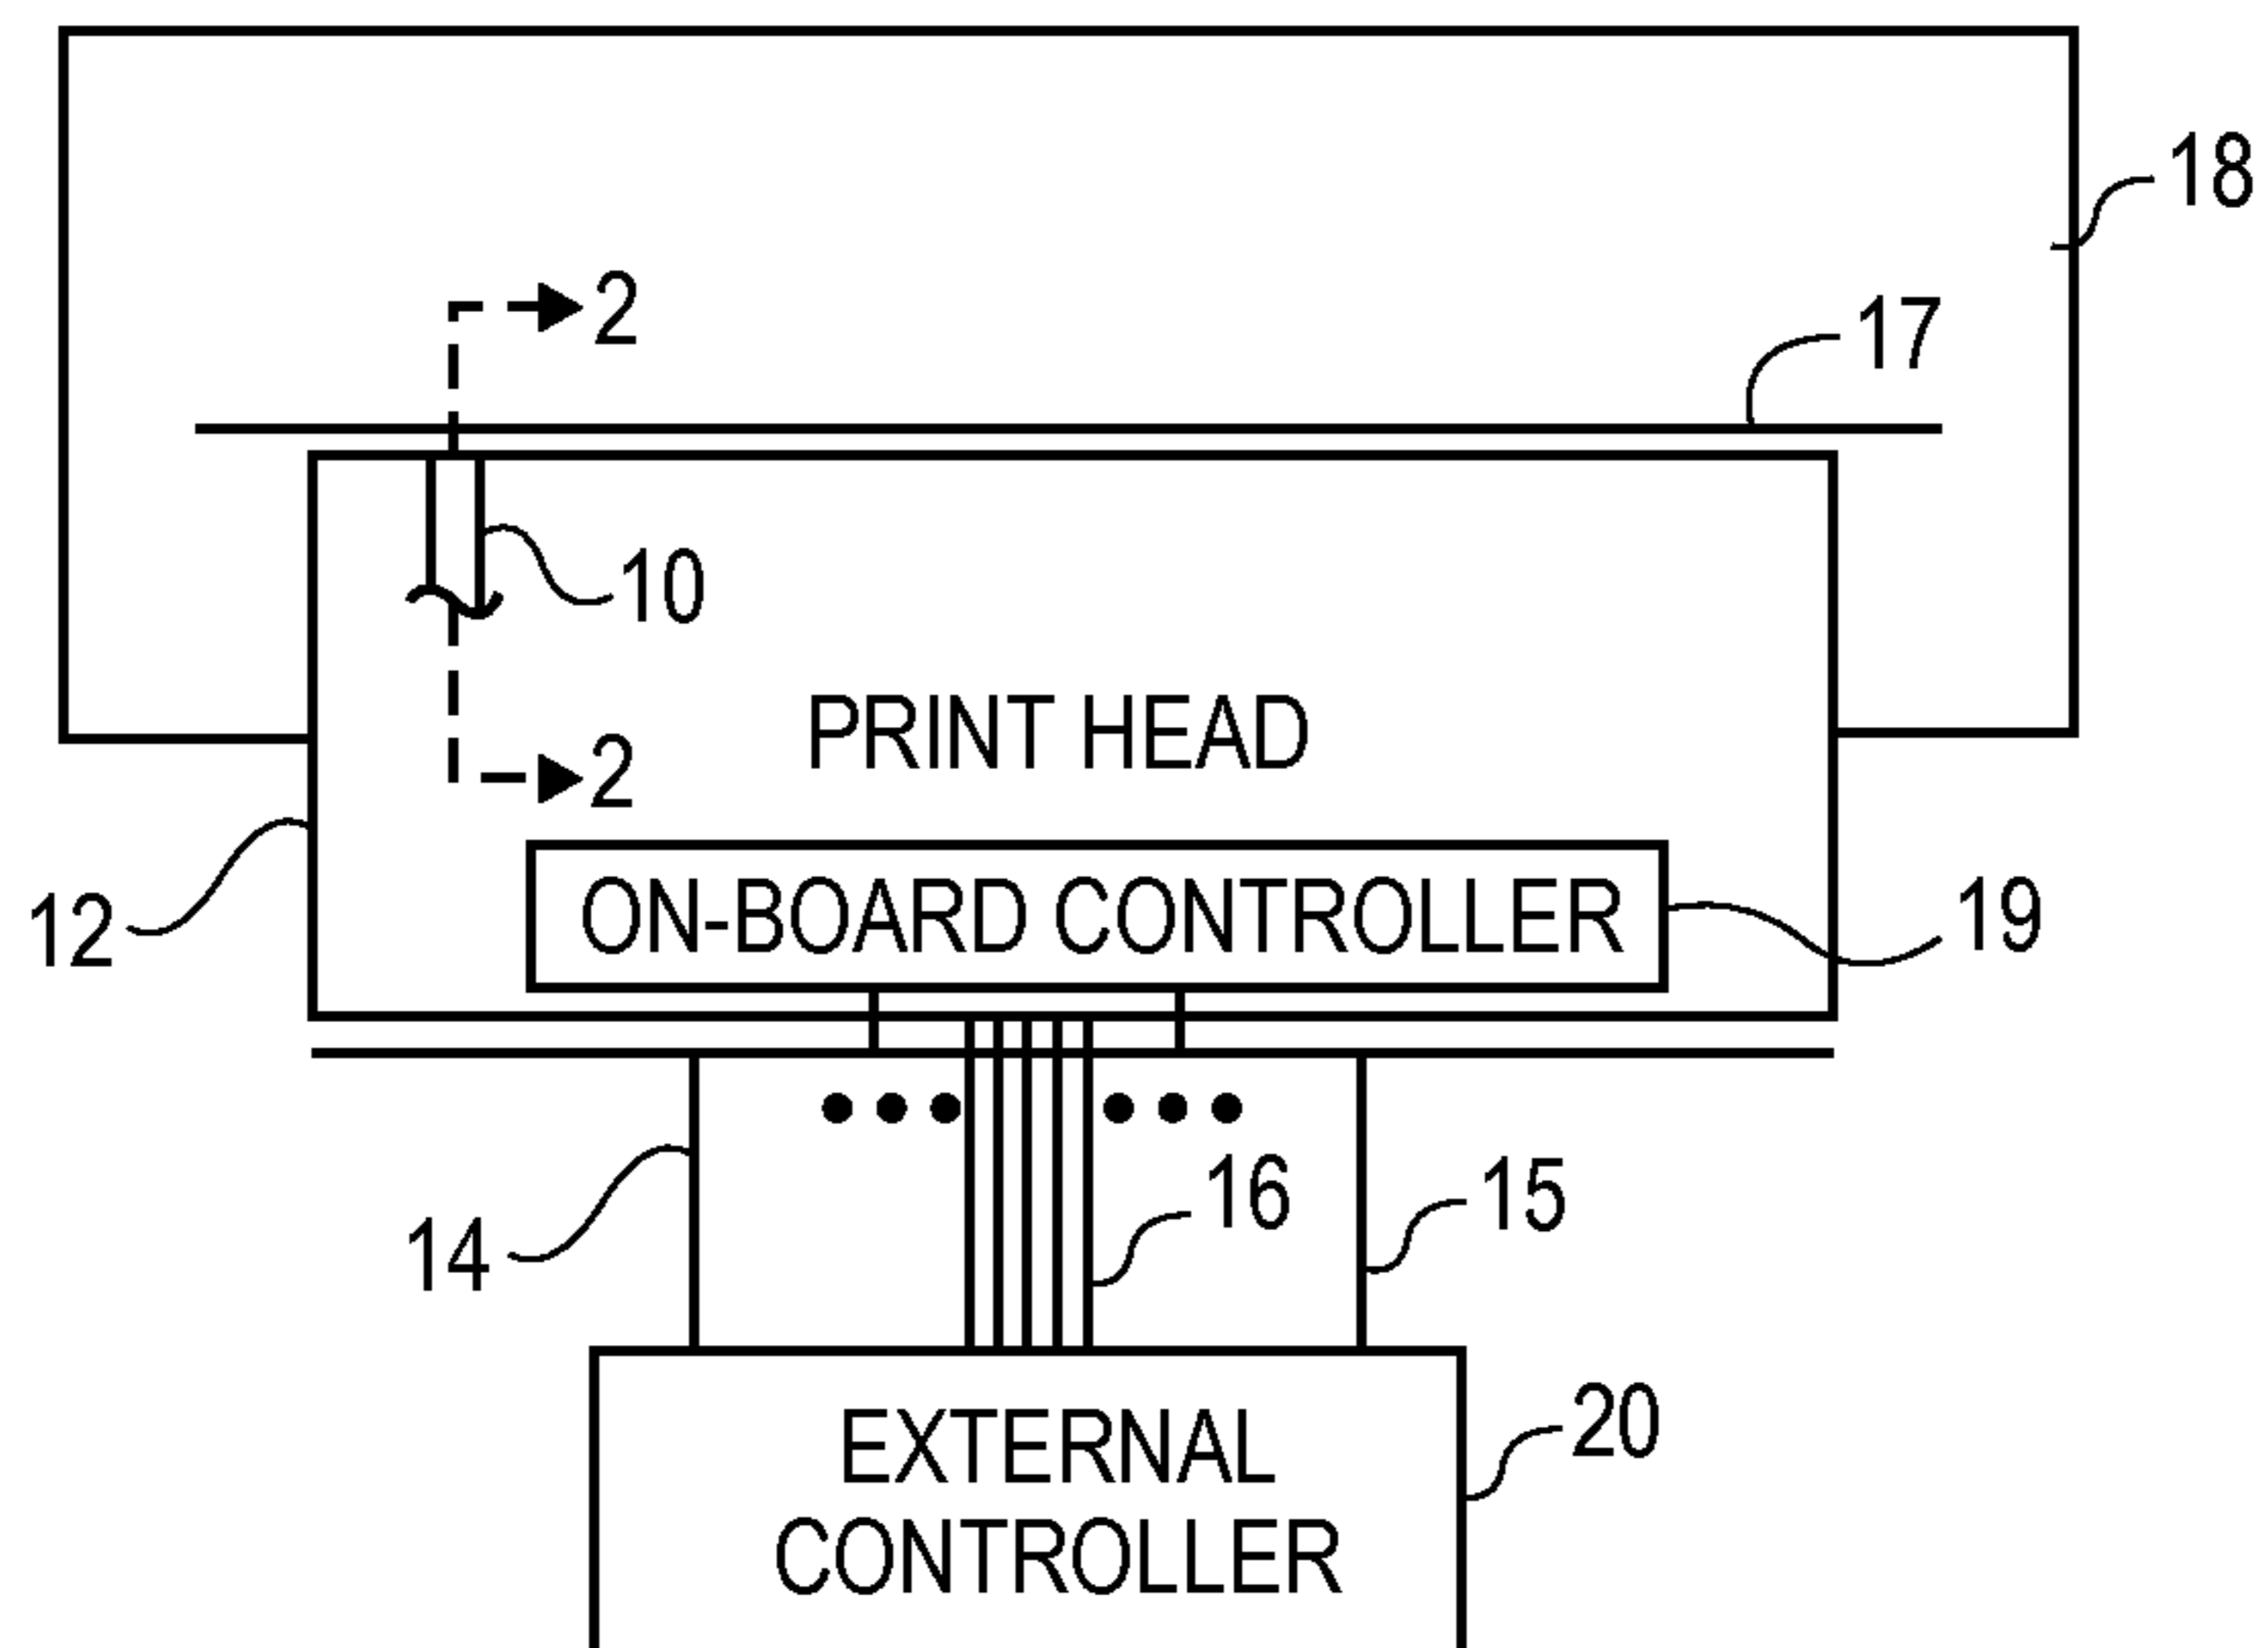 18
2
17
10
2
PRINT HEAD
12
ON-BOARD CONTROLLER
19
14
16
15
EXTERNAL
CONTROLLER
20